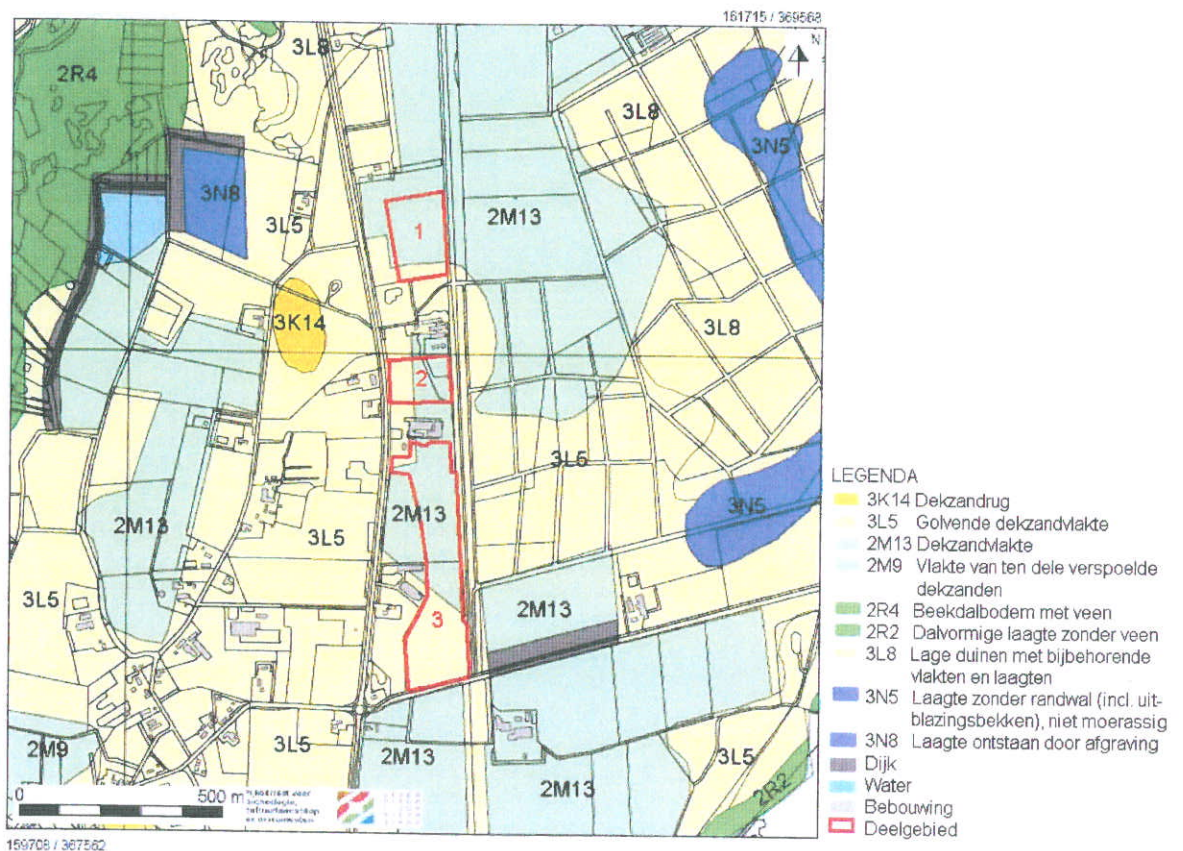 161715 / 369568
N
3L8
2R4
3L8
3N5
3N8
3L5
2M13
1
3L8
3K14
2
3L5
3N5
2M13
2M13
3L5
3L5
2M13
3
3L5
2M9
2M13
2M13
3L5
2R2
0 500 m
159708 / 367562
LEGENDA
3K14 Dekzandrug
3L5 Golvende dekzandvlakte
2M13 Dekzandvlakte
2M9 Vlakte van ten dele verspoelde
dekzanden
2R4 Beekdalbodem met veen
2R2 Dalvormige laagte zonder veen
3L8 Lage duinen met bijbehorende
vlakten en laagten
3N5 Laagte zonder randwal (incl. uit-
blazingsbekken), niet moerassig
3N8 Laagte ontstaan door afgraving
Dijk
Water
Bebouwing
Deelgebied